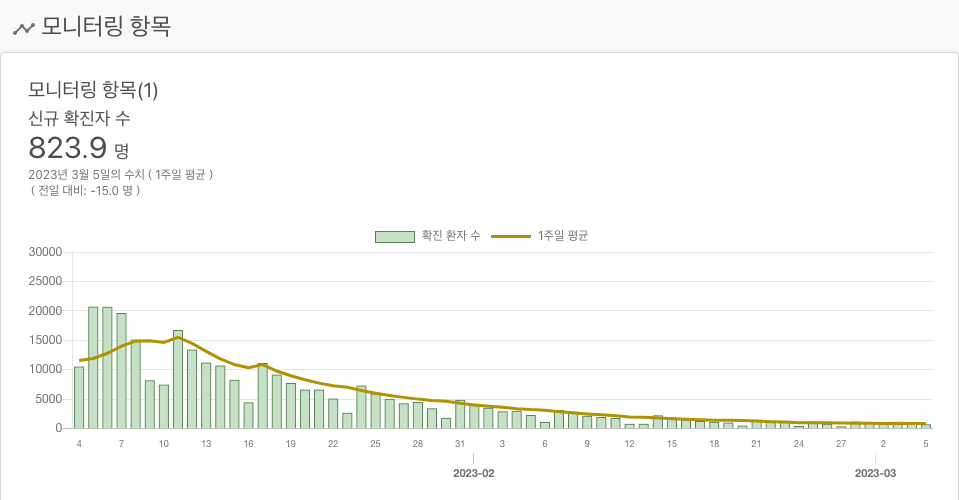 모니터링 항목
모니터링 항목(1)
신규 확진자 수
823.9 명
2023년 3월 5일의 수치 ( 1주일 평균 )
( 전일 대비: -15.0 명 )
확진 환자 수 1주일 평균
30000
25000
20000
15000
10000
5000
0
4 7 10 13 16 19 22 25 28 31 3 6 9 12 15 18 21 24 27 2 5
2023-02 2023-03